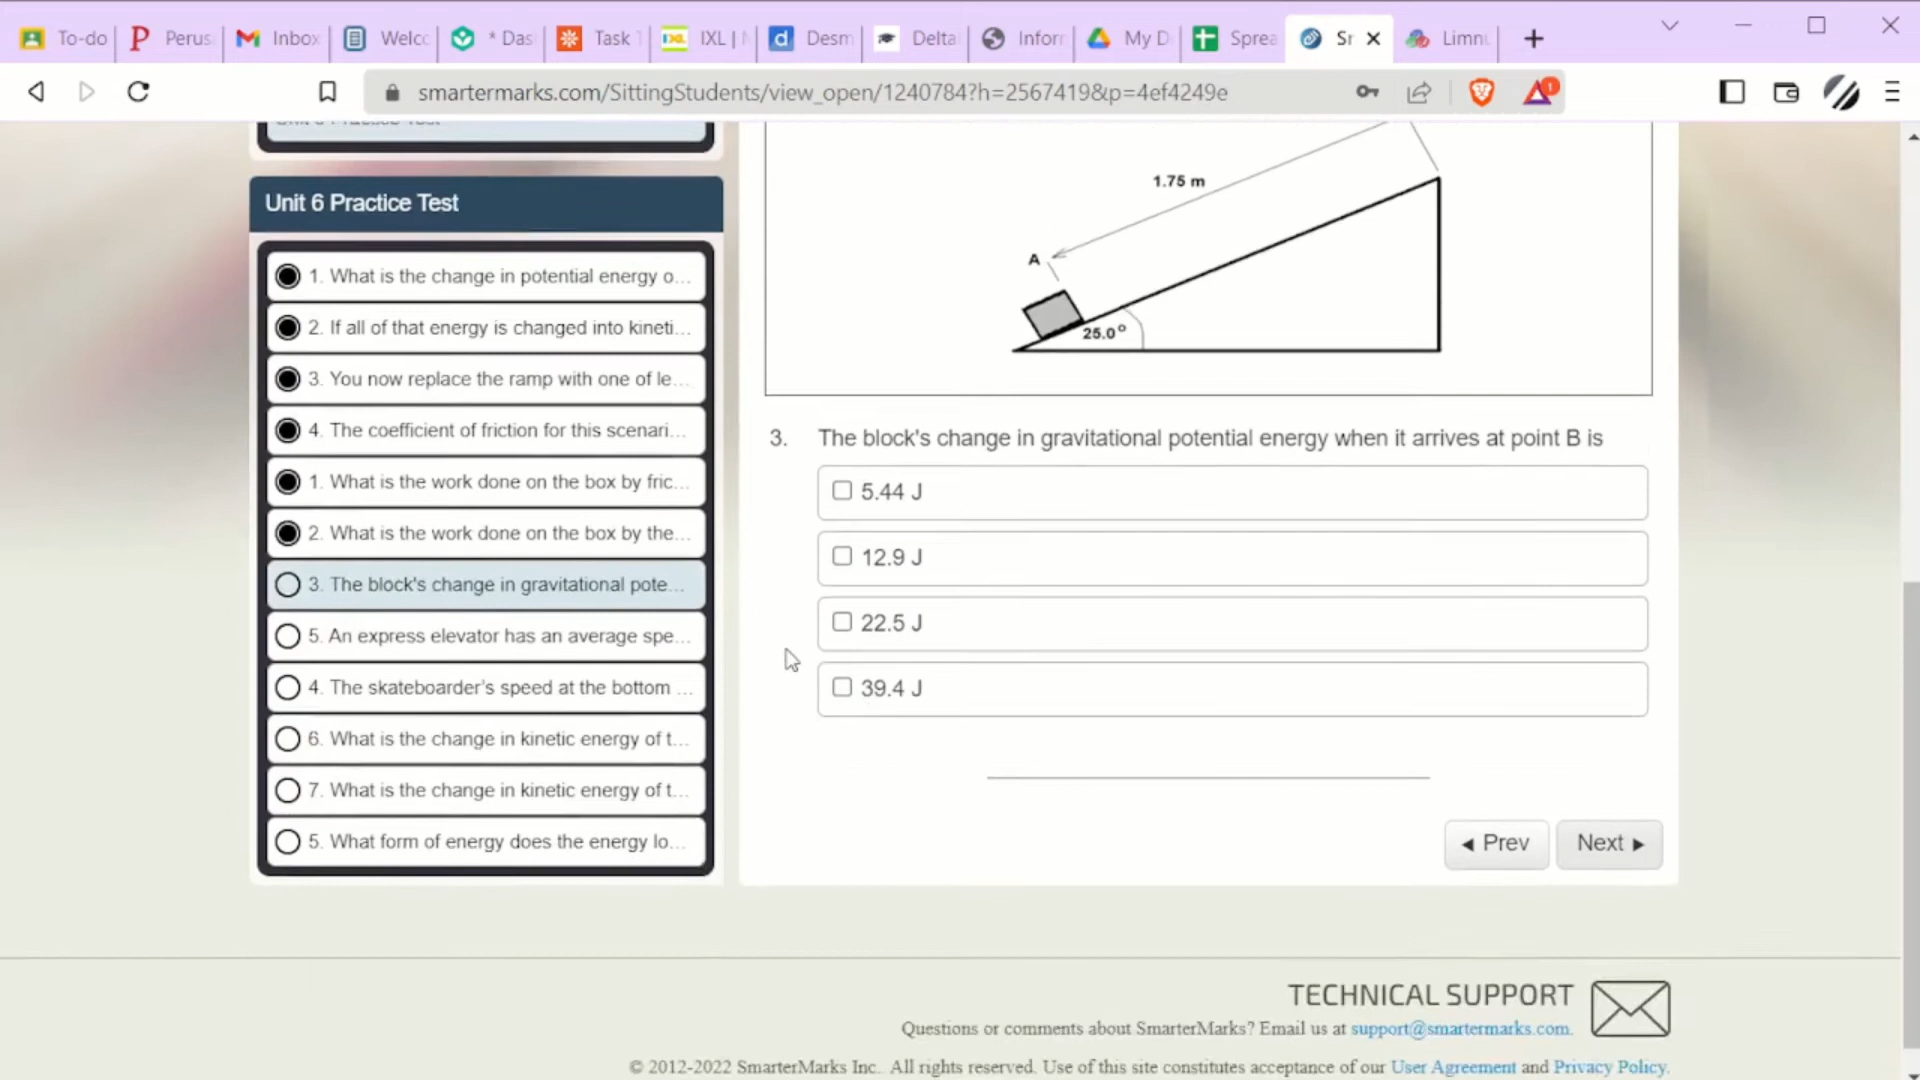 To-do
Perus
Inbox
Welco
* Das
Task
IXL |
Desm
Delta
Inforr
My D
Sprea
Sr
Limnu
smartermarks.com/SittingStudents/view_open/1240784?h=2567419&p=4ef4249e
Unit 6 Practice Test
1. What is the change in potential energy o...
2. If all of that energy is changed into kineti...
3. You now replace the ramp with one of le...
4. The coefficient of friction for this scenari...
1. What is the work done on the box by fric...
2. What is the work done on the box by the...
3. The block's change in gravitational pote...
5. An express elevator has an average spe...
4. The skateboarder's speed at the bottom ...
6. What is the change in kinetic energy of t...
7. What is the change in kinetic energy of t...
5. What form of energy does the energy lo...
1.75 m
A
25.0°
3. The block's change in gravitational potential energy when it arrives at point B is
5.44 J
12.9 J
22.5 J
39.4 J
◀ Prev
Next ▶
TECHNICAL SUPPORT
Questions or comments about SmarterMarks? Email us at support@smartermarks.com.
© 2012-2022 SmarterMarks Inc. All rights reserved. Use of this site constitutes acceptance of our User Agreement and Privacy Policy.